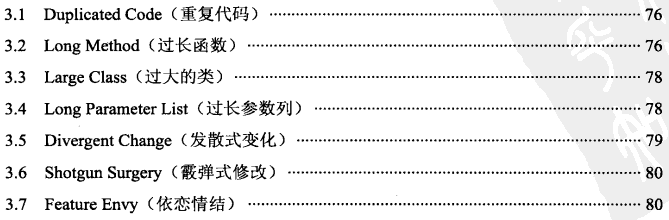 3.1 Duplicated Code（重复代码） ······ 76
3.2 Long Method（过长函数） ······ 76
3.3 Large Class（过大的类） ······ 78
3.4 Long Parameter List（过长参数列） ······ 78
3.5 Divergent Change（发散式变化） ······ 79
3.6 Shotgun Surgery（霰弹式修改） ······ 80
3.7 Feature Envy（依恋情结） ······ 80